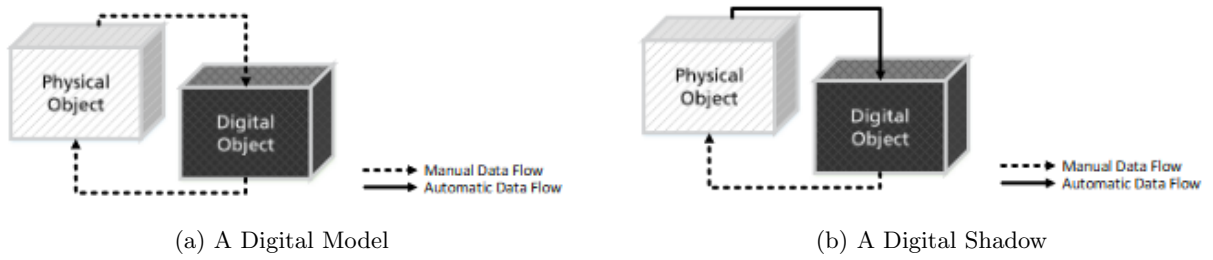 Physical
Object
Digital
Object
Manual Data Flow
Automatic Data Flow
(a) A Digital Model
Physical
Object
Digital
Object
Manual Data Flow
Automatic Data Flow
(b) A Digital Shadow